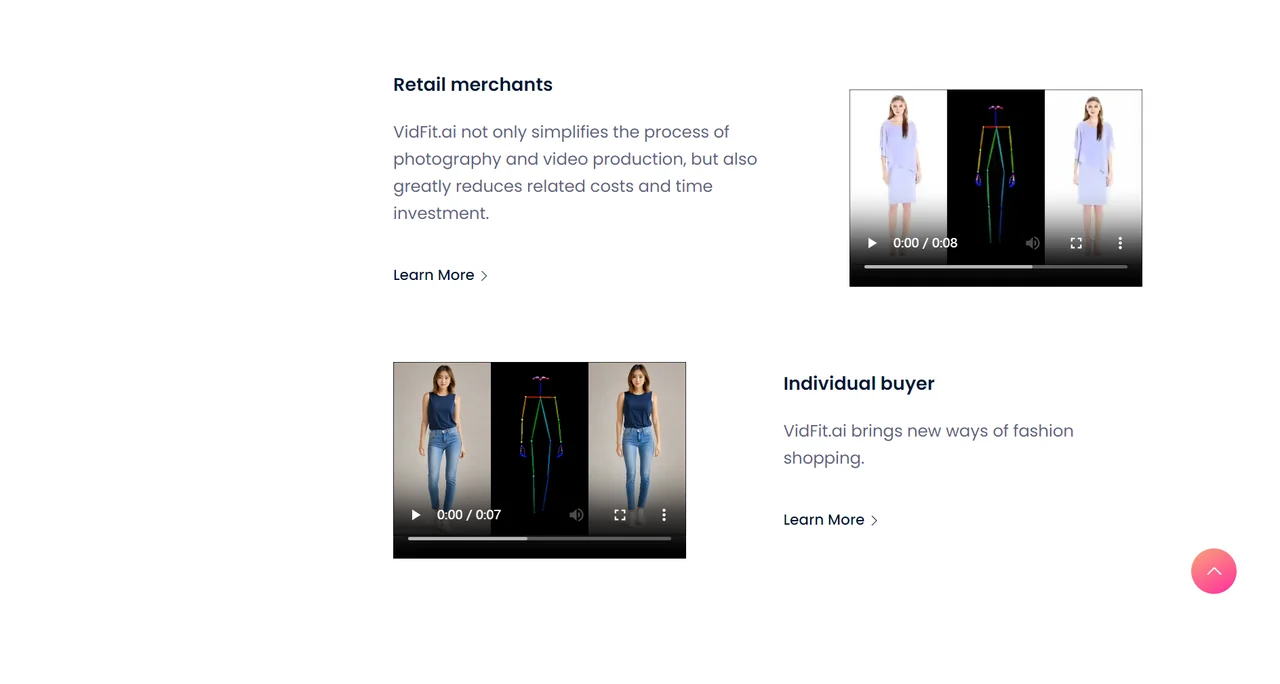 Retail merchants
VidFit.ai not only simplifies the process of
photography and video production, but also
greatly reduces related costs and time
investment.
Learn More
0:00 / 0:08
0:00 / 0:07
Individual buyer
VidFit.ai brings new ways of fashion
shopping.
Learn More